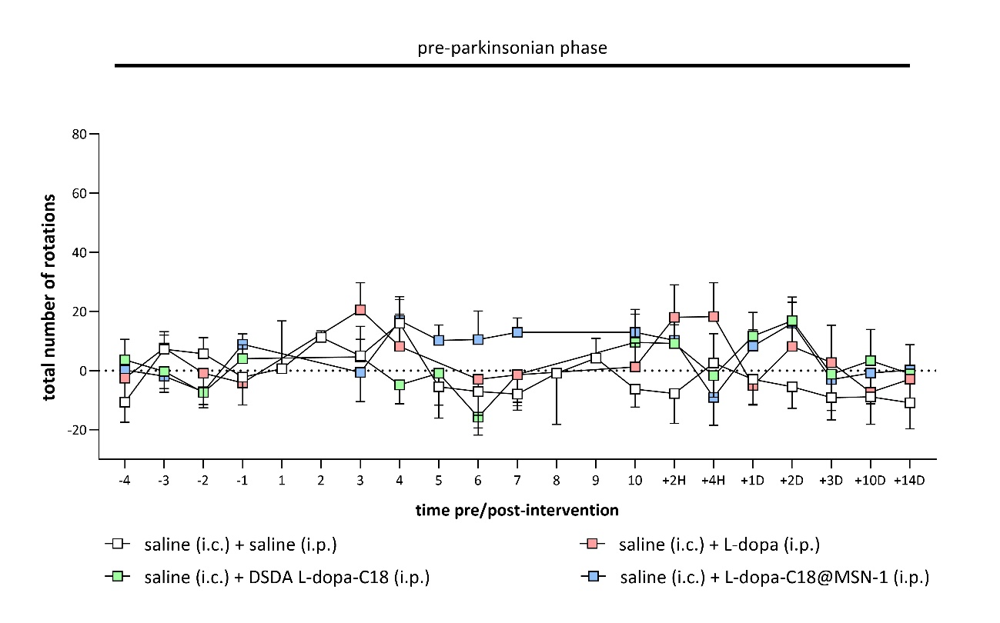 pre-parkinsonian phase
80
60
40
20
0
-20
total number of rotations
-4 -3 -2 -1 1 2 3 4 5 6 7 8 9 10 +2H +4H +1D +2D +3D +10D +14D
time pre/post-intervention
saline (i.c.) + saline (i.p.) saline (i.c.) + L-dopa (i.p.)
saline (i.c.) + DSDA L-dopa-C18 (i.p.) saline (i.c.) + L-dopa-C18@MSN-1 (i.p.)